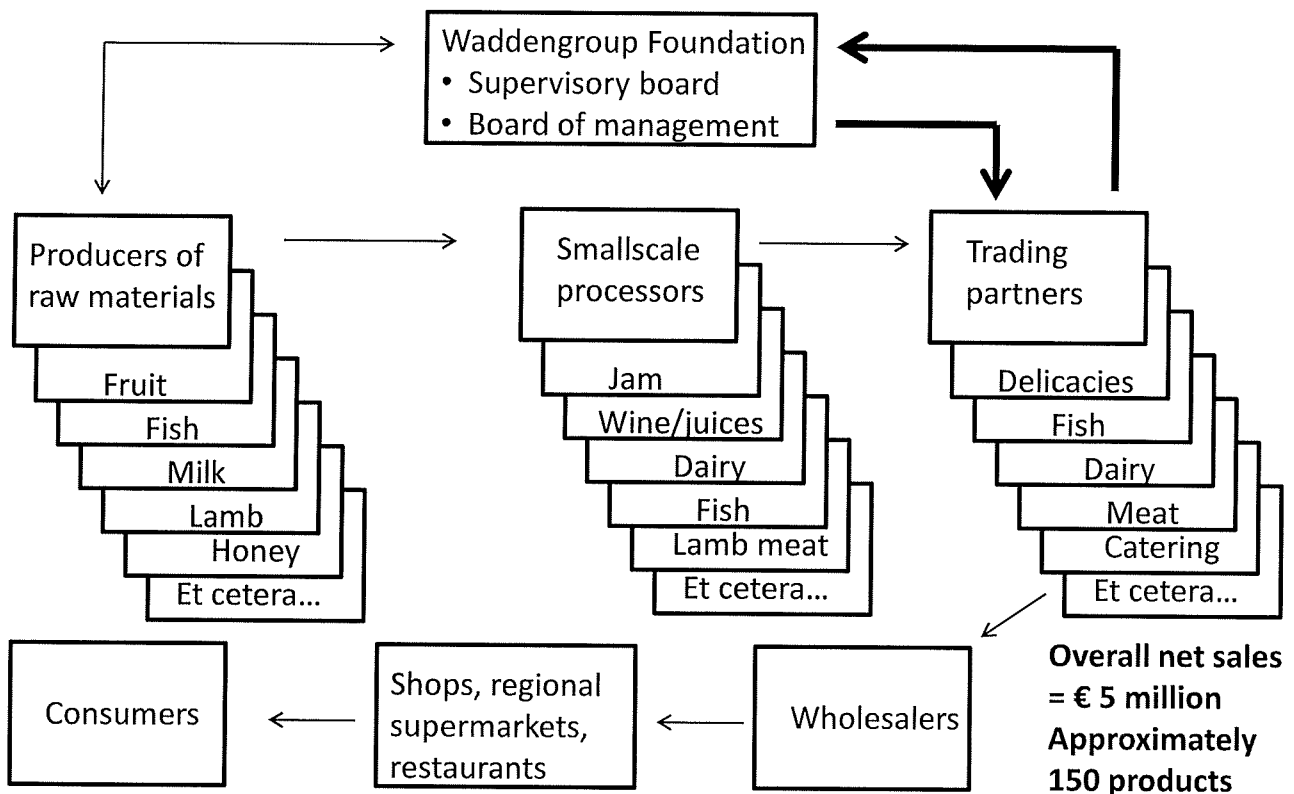 Waddengroup Foundation
• Supervisory board
• Board of management
Producers of
raw materials
Fruit
Fish
Milk
Lamb
Honey
Et cetera...
Smallscale
processors
Jam
Wine/juices
Dairy
Fish
Lamb meat
Et cetera...
Trading
partners
Delicacies
Fish
Dairy
Meat
Catering
Et cetera...
Consumers
Shops, regional
supermarkets,
restaurants
Wholesalers
Overall net sales
= € 5 million
Approximately
150 products